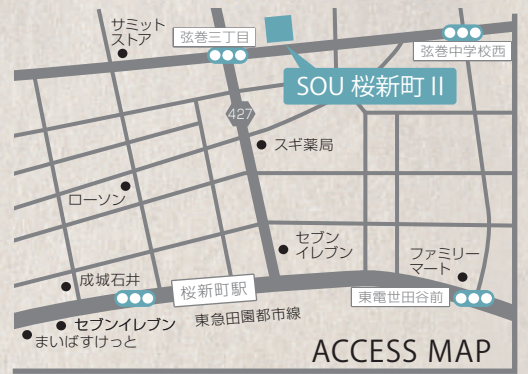 サミット
ストア
弦巻三丁目
弦巻中学校西
SOU 桜新町 II
427
スギ薬局
ローソン
セブン
イレブン
ファミリー
マート
成城石井
桜新町駅
東電世田谷前
セブンイレブン
東急田園都市線
まいばすけっと
ACCESS MAP